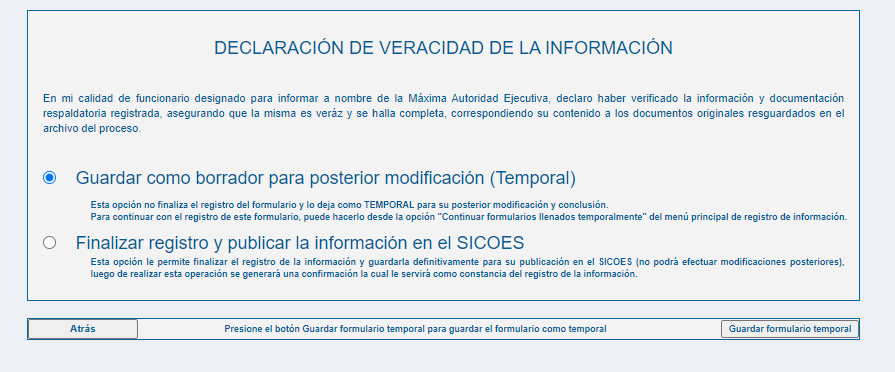 DECLARACIÓN DE VERACIDAD DE LA INFORMACIÓN
En mi calidad de funcionario designado para informar a nombre de la Máxima Autoridad Ejecutiva, declaro haber verificado la información y documentación
respaldatoria registrada, asegurando que la misma es veráz y se halla completa, correspondiendo su contenido a los documentos originales resguardados en el
archivo del proceso.
Guardar como borrador para posterior modificación (Temporal)
Esta opción no finaliza el registro del formulario y lo deja como TEMPORAL para su posterior modificación y conclusión.
Para continuar con el registro de este formulario, puede hacerlo desde la opción "Continuar formularios llenados temporalmente" del menú principal de registro de información.
Finalizar registro y publicar la información en el SICOES
Esta opción le permite finalizar el registro de la información y guardarla definitivamente para su publicación en el SICOES (no podrá efectuar modificaciones posteriores),
luego de realizar esta operación se generará una confirmación la cual le servirá como constancia del registro de la información.
Atrás Presione el botón Guardar formulario temporal para guardar el formulario como temporal Guardar formulario temporal